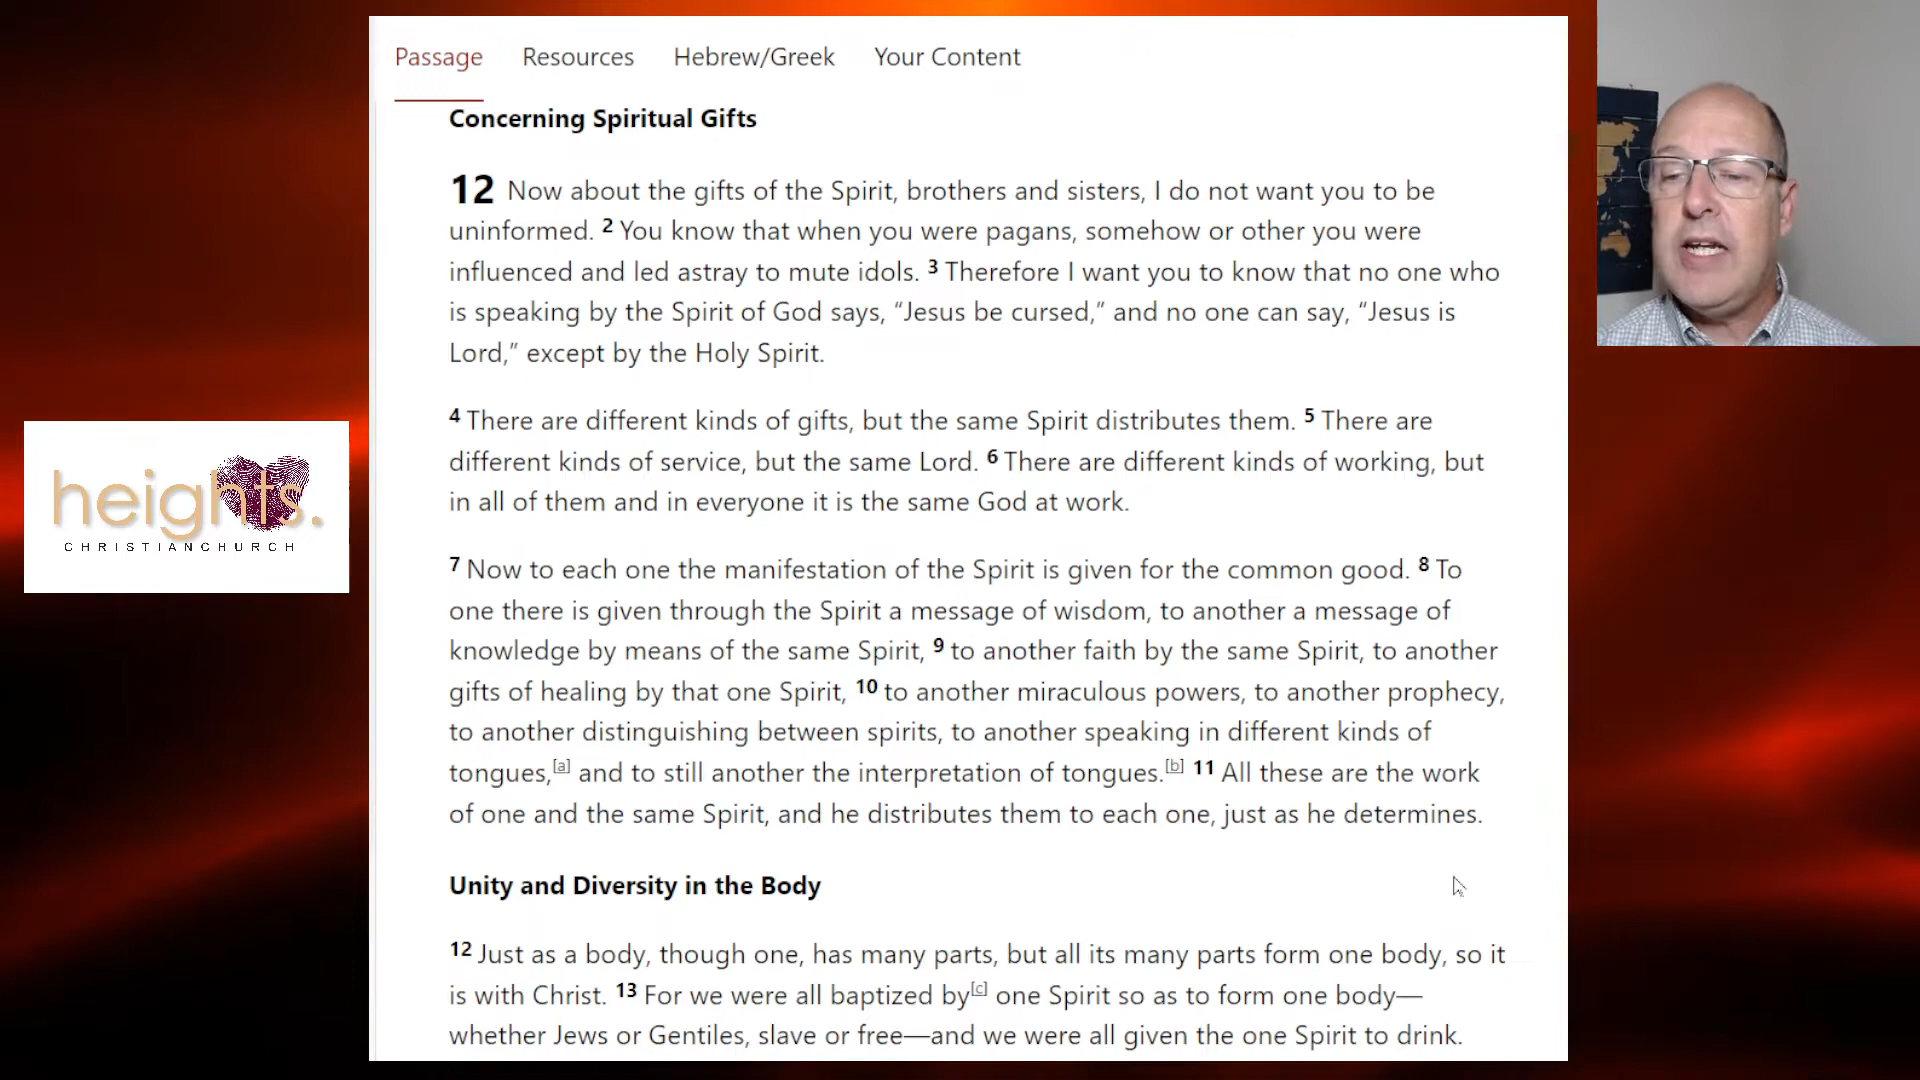 Passage Resources Hebrew/Greek Your Content
Concerning Spiritual Gifts
12 Now about the gifts of the Spirit, brothers and sisters, I do not want you to be
uninformed. 2 You know that when you were pagans, somehow or other you were
influenced and led astray to mute idols. 3 Therefore I want you to know that no one who
is speaking by the Spirit of God says, “Jesus be cursed,” and no one can say, “Jesus is
Lord,” except by the Holy Spirit.
4 There are different kinds of gifts, but the same Spirit distributes them. 5 There are
different kinds of service, but the same Lord. 6 There are different kinds of working, but
in all of them and in everyone it is the same God at work.
7 Now to each one the manifestation of the Spirit is given for the common good. 8 To
one there is given through the Spirit a message of wisdom, to another a message of
knowledge by means of the same Spirit, 9 to another faith by the same Spirit, to another
gifts of healing by that one Spirit, 10 to another miraculous powers, to another prophecy,
to another distinguishing between spirits, to another speaking in different kinds of
tongues,[a] and to still another the interpretation of tongues.[b] 11 All these are the work
of one and the same Spirit, and he distributes them to each one, just as he determines.
Unity and Diversity in the Body
12 Just as a body, though one, has many parts, but all its many parts form one body, so it
is with Christ. 13 For we were all baptized by[c] one Spirit so as to form one body—
whether Jews or Gentiles, slave or free—and we were all given the one Spirit to drink.
heights.
CHRISTIANCHURCH